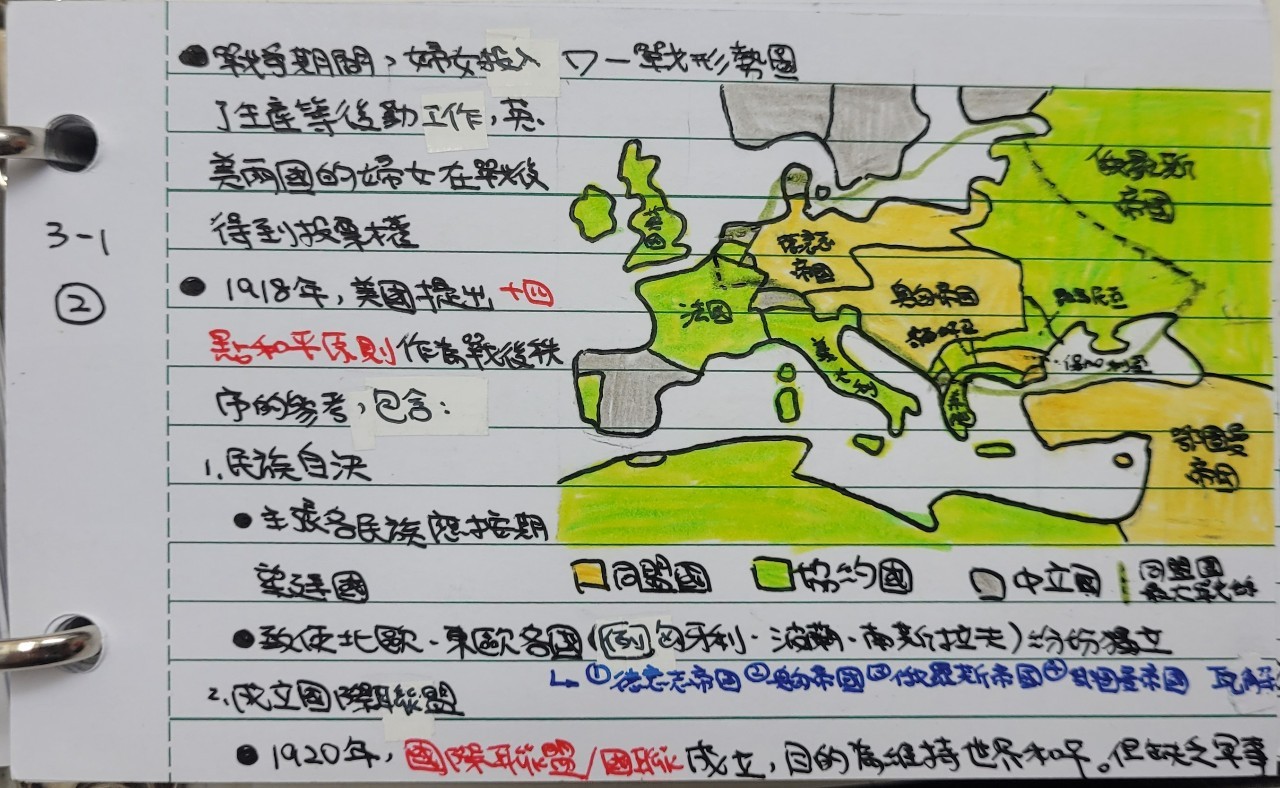 3-1
②
●戰爭期間，婦女投入
了生產等後勤工作，英、
美兩國的婦女在戰後
得到投票權
●1918年，美國提出十四
點和平原則作為戰後秩
序的參考，包含：
1.民族自決
●主張各民族應按期
望建國
●致使北歐、東歐各國(例匈牙利、波蘭、南斯拉夫)紛紛獨立
↳①德意志帝國②奧匈帝國③俄羅斯帝國④鄂圖曼帝國 瓦解
2.成立國際聯盟
●1920年，國際聯盟/國聯成立，目的為維持世界和平。但缺乏軍事
▽一戰形勢圖
俄羅斯
帝國
英國
德意志
帝國
奧匈帝國
法國
羅馬尼亞
塞爾維亞
保加利亞
義大利
希臘
鄂圖曼
帝國
同盟國
協約國
中立國
同盟國
最大戰線